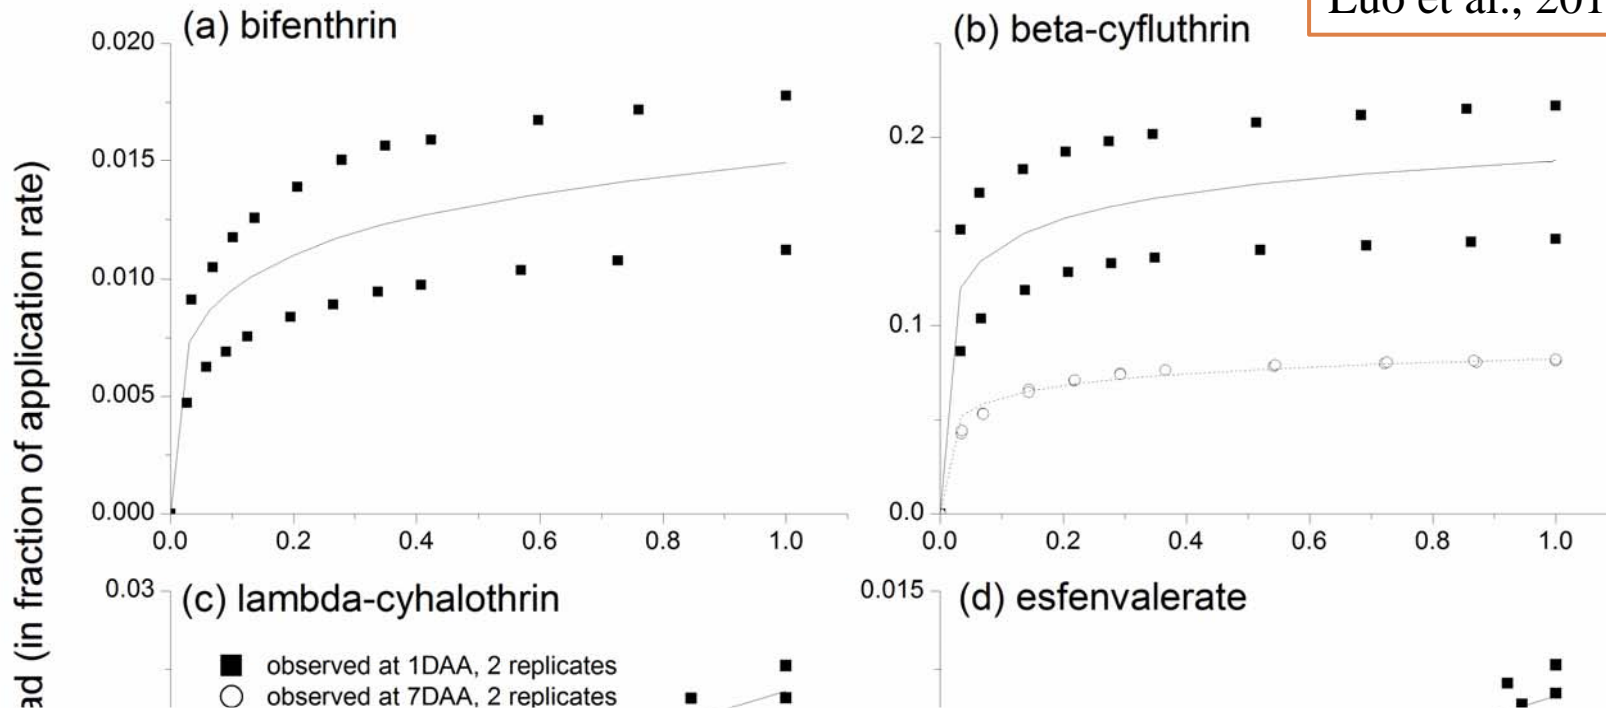 (a) bifenthrin
(b) beta-cyfluthrin
0.020
0.015
0.010
0.005
0.000
0.0 0.2 0.4 0.6 0.8 1.0
0.2
0.1
0.0
0.0 0.2 0.4 0.6 0.8 1.0
(in fraction of application rate)
0.03
(c) lambda-cyhalothrin
observed at 1DAA, 2 replicates
observed at 7DAA, 2 replicates
0.015
(d) esfenvalerate